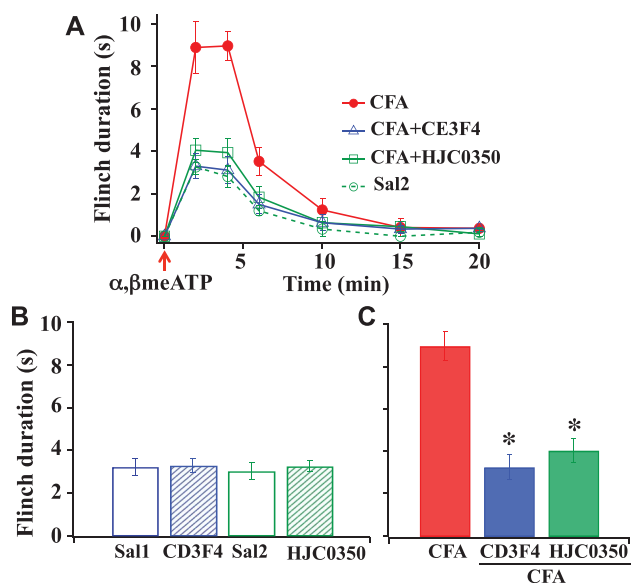 A
Flinch duration (s)
10
8
6
4
2
0
CFA
CFA+CE3F4
CFA+HJC0350
Sal2
5
10
15
20
α,βmeATP
Time (min)
B
Flinch duration (s)
10
8
6
4
2
0
Sal1 CD3F4 Sal2 HJC0350
C
*
*
CFA CD3F4 HJC0350
CFA